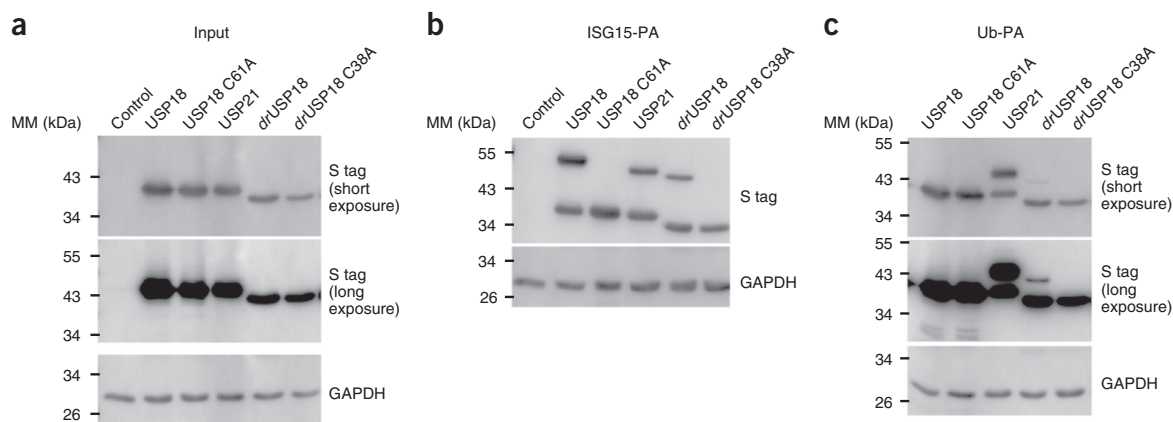 a
Input
MM (kDa)
Control
USP18
USP18 C61A
USP21
drUSP18
drUSP18 C38A
43
34
S tag
(short
exposure)
55
43
34
S tag
(long
exposure)
34
26
GAPDH
b
ISG15-PA
MM (kDa)
Control
USP18
USP18 C61A
USP21
drUSP18
drUSP18 C38A
55
43
34
S tag
34
26
GAPDH
c
Ub-PA
MM (kDa)
USP18
USP18 C61A
USP21
drUSP18
drUSP18 C38A
55
43
34
S tag
(short
exposure)
55
43
34
S tag
(long
exposure)
34
26
GAPDH